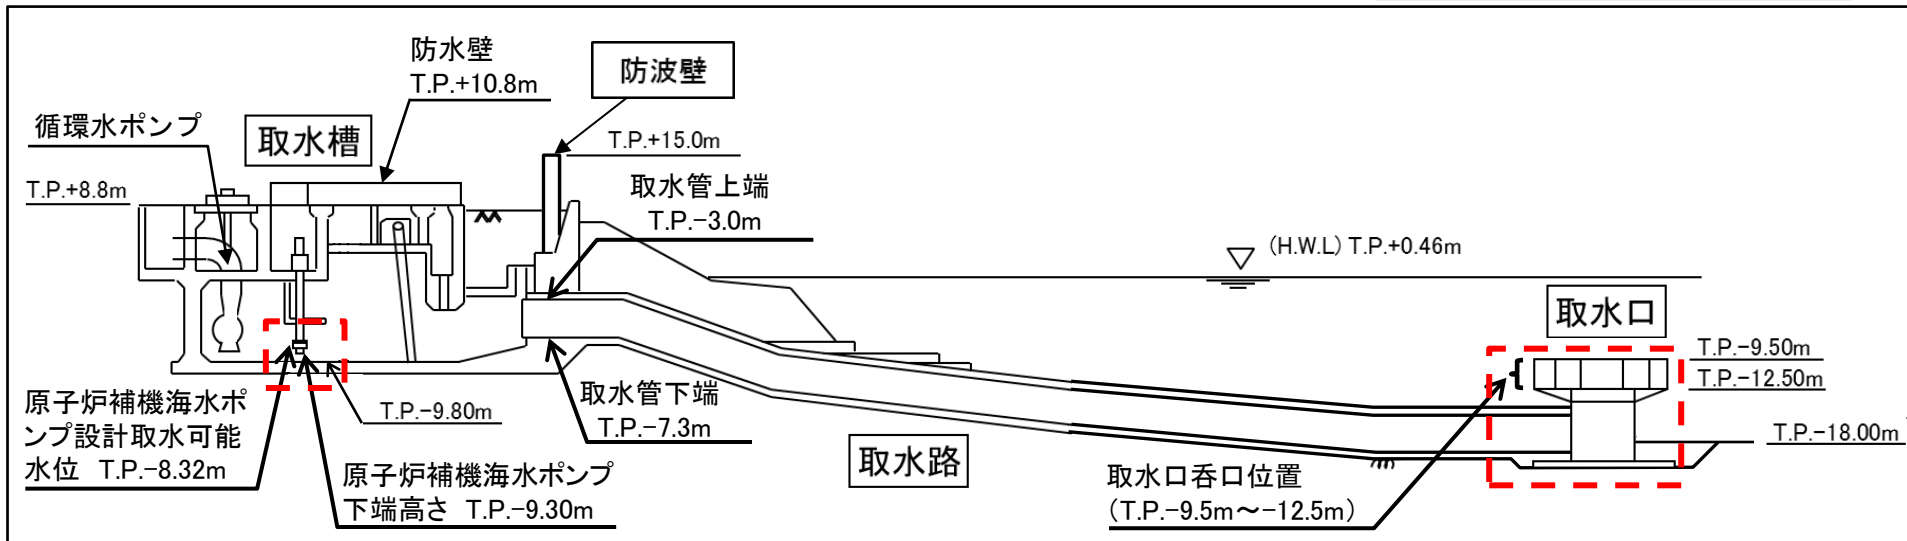 防水壁
T.P.+10.8m
防波壁
循環水ポンプ
取水槽
T.P.+15.0m
T.P.+8.8m
取水管上端
T.P.-3.0m
(H.W.L) T.P.+0.46m
取水口
T.P.-9.50m
T.P.-12.50m
原子炉補機海水ポ
ンプ設計取水可能
水位 T.P.-8.32m
T.P.-9.80m
取水管下端
T.P.-7.3m
T.P.-18.00m
取水路
原子炉補機海水ポンプ
下端高さ T.P.-9.30m
取水口呑口位置
(T.P.-9.5m~-12.5m)